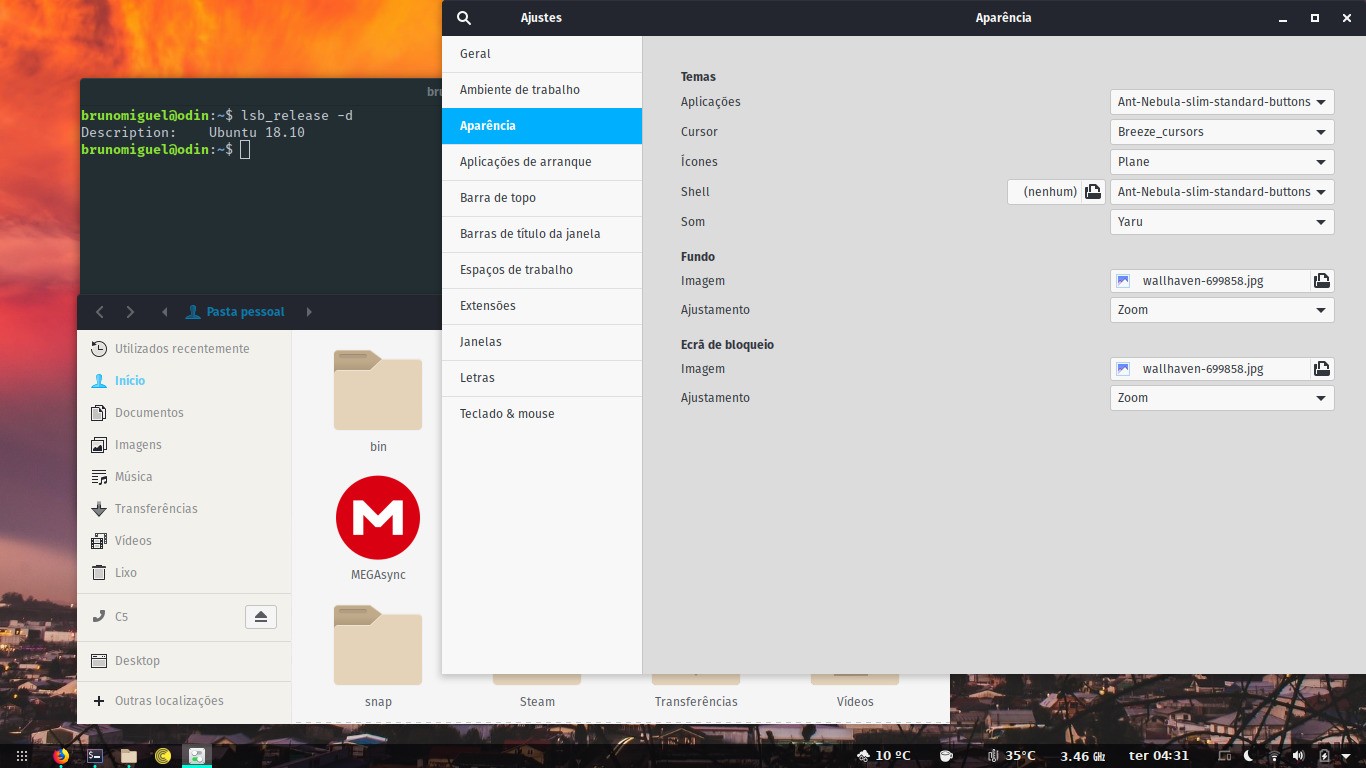 Ajustes
Aparência
Geral
Ambiente de trabalho
Aparência
Aplicações de arranque
Barra de topo
Barras de título da janela
Espaços de trabalho
Extensões
Janelas
Letras
Teclado & mouse
Temas
Aplicações Ant-Nebula-slim-standard-buttons
Cursor Breeze_cursors
Ícones Plane
Shell (nenhum) Ant-Nebula-slim-standard-buttons
Som Yaru
Fundo
Imagem wallhaven-699858.jpg
Ajustamento Zoom
Ecrã de bloqueio
Imagem wallhaven-699858.jpg
Ajustamento Zoom
bru
brunomiguel@odin:~$ lsb_release -d
Description: Ubuntu 18.10
brunomiguel@odin:~$
Pasta pessoal
Utilizados recentemente
Início
Documentos
Imagens
Música
Transferências
Vídeos
Lixo
C5
Desktop
Outras localizações
bin
MEGAsync
snap Steam Transferências Vídeos
10 ºC 35°C 3.46 GHz ter 04:31